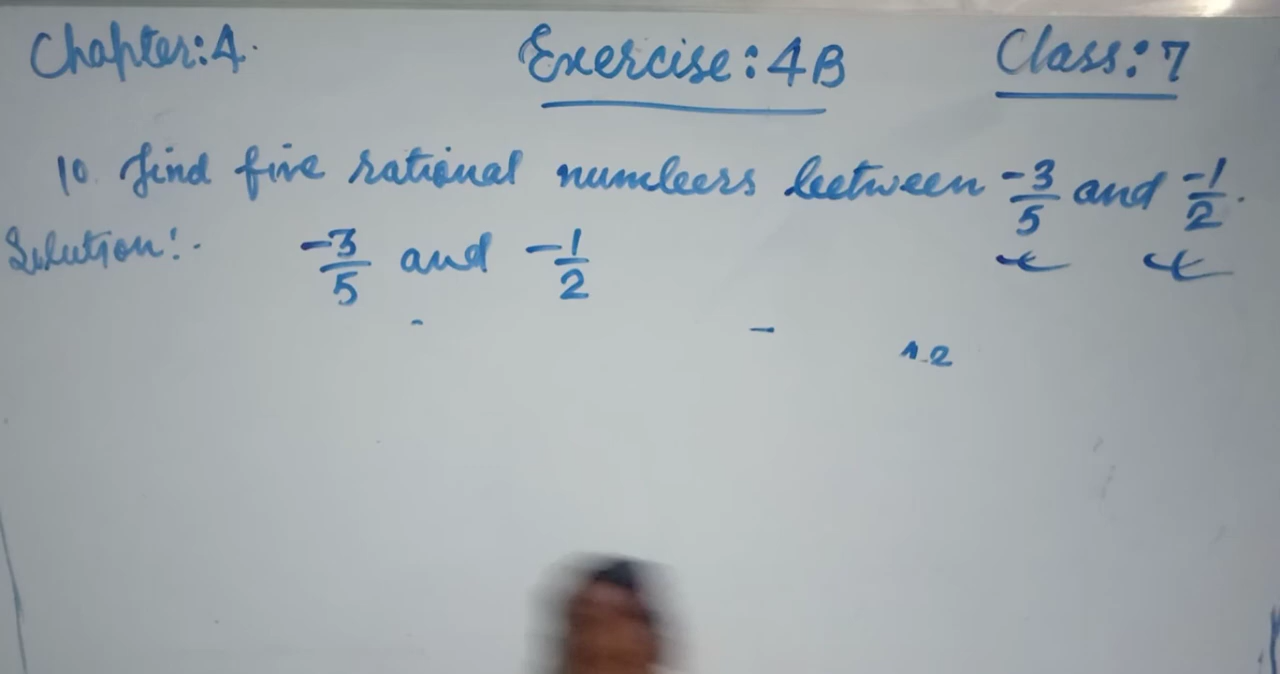 Chapter: 4. Exercise: 4B Class: 7
10. find five rational numbers between -3/5 and -1/2.
Solution:- -3/5 and -1/2
- - 1.2